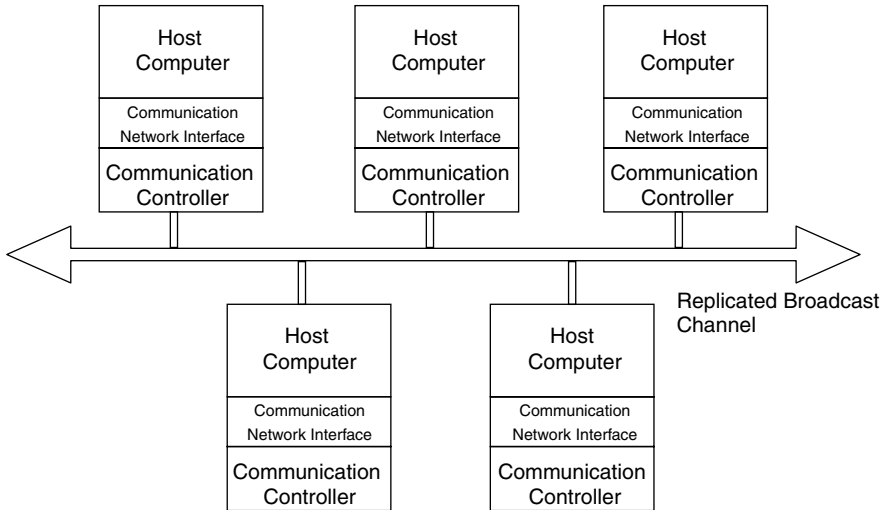 Host
Computer
Communication
Network Interface
Communication
Controller
Host
Computer
Communication
Network Interface
Communication
Controller
Host
Computer
Communication
Network Interface
Communication
Controller
Replicated Broadcast
Channel
Host
Computer
Communication
Network Interface
Communication
Controller
Host
Computer
Communication
Network Interface
Communication
Controller